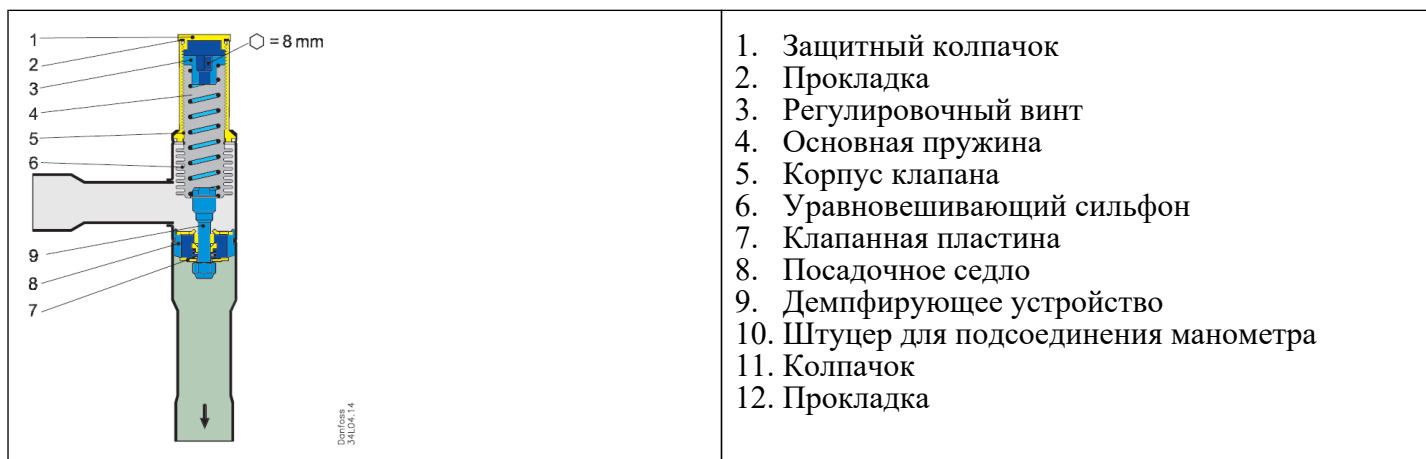 1
2
3
4
5
6
9
8
7
= 8 mm
Danfoss
34L04.14
1. Защитный колпачок
2. Прокладка
3. Регулировочный винт
4. Основная пружина
5. Корпус клапана
6. Уравновешивающий сильфон
7. Клапанная пластина
8. Посадочное седло
9. Демпфирующее устройство
10. Штуцер для подсоединения манометра
11. Колпачок
12. Прокладка